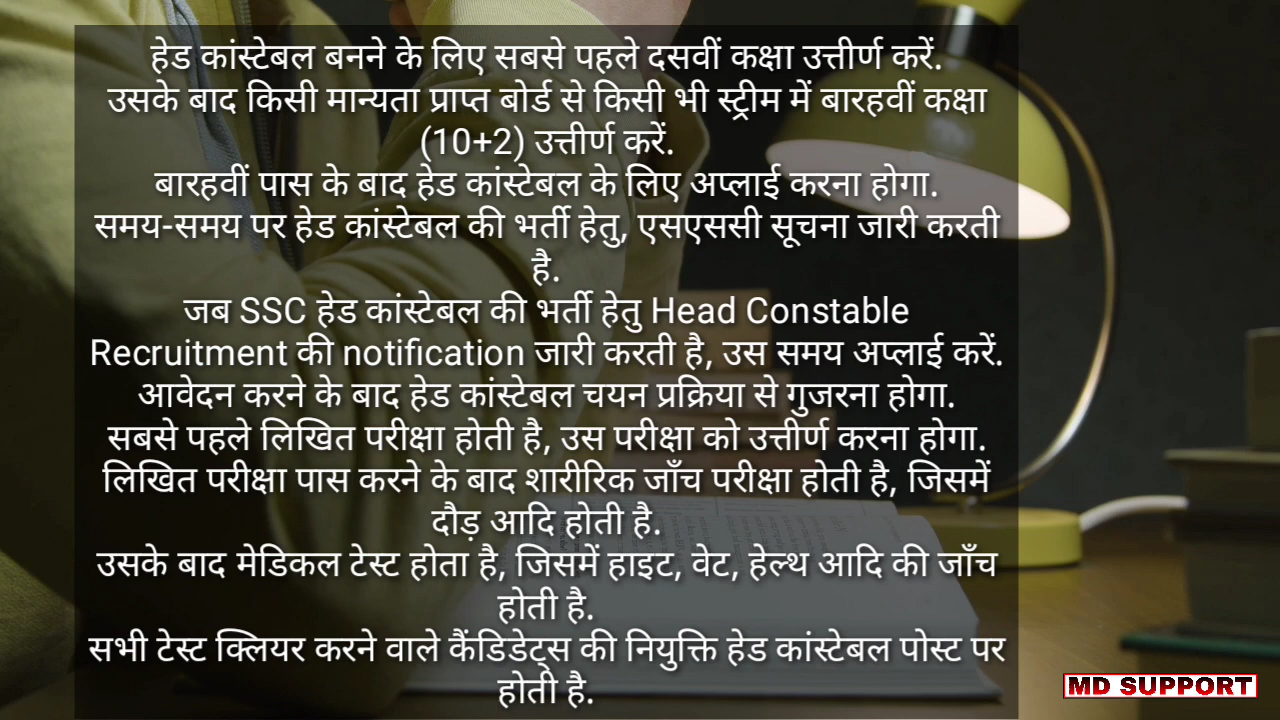 हेड कांस्टेबल बनने के लिए सबसे पहले दसवीं कक्षा उत्तीर्ण करें.
उसके बाद किसी मान्यता प्राप्त बोर्ड से किसी भी स्ट्रीम में बारहवीं कक्षा
(10+2) उत्तीर्ण करें.
बारहवीं पास के बाद हेड कांस्टेबल के लिए अप्लाई करना होगा.
समय-समय पर हेड कांस्टेबल की भर्ती हेतु, एसएससी सूचना जारी करती
है.
जब SSC हेड कांस्टेबल की भर्ती हेतु Head Constable
Recruitment की notification जारी करती है, उस समय अप्लाई करें.
आवेदन करने के बाद हेड कांस्टेबल चयन प्रक्रिया से गुजरना होगा.
सबसे पहले लिखित परीक्षा होती है, उस परीक्षा को उत्तीर्ण करना होगा.
लिखित परीक्षा पास करने के बाद शारीरिक जाँच परीक्षा होती है, जिसमें
दौड़ आदि होती है.
उसके बाद मेडिकल टेस्ट होता है, जिसमें हाइट, वेट, हेल्थ आदि की जाँच
होती है.
सभी टेस्ट क्लियर करने वाले कैंडिडेट्स की नियुक्ति हेड कांस्टेबल पोस्ट पर
होती है.
MD SUPPORT